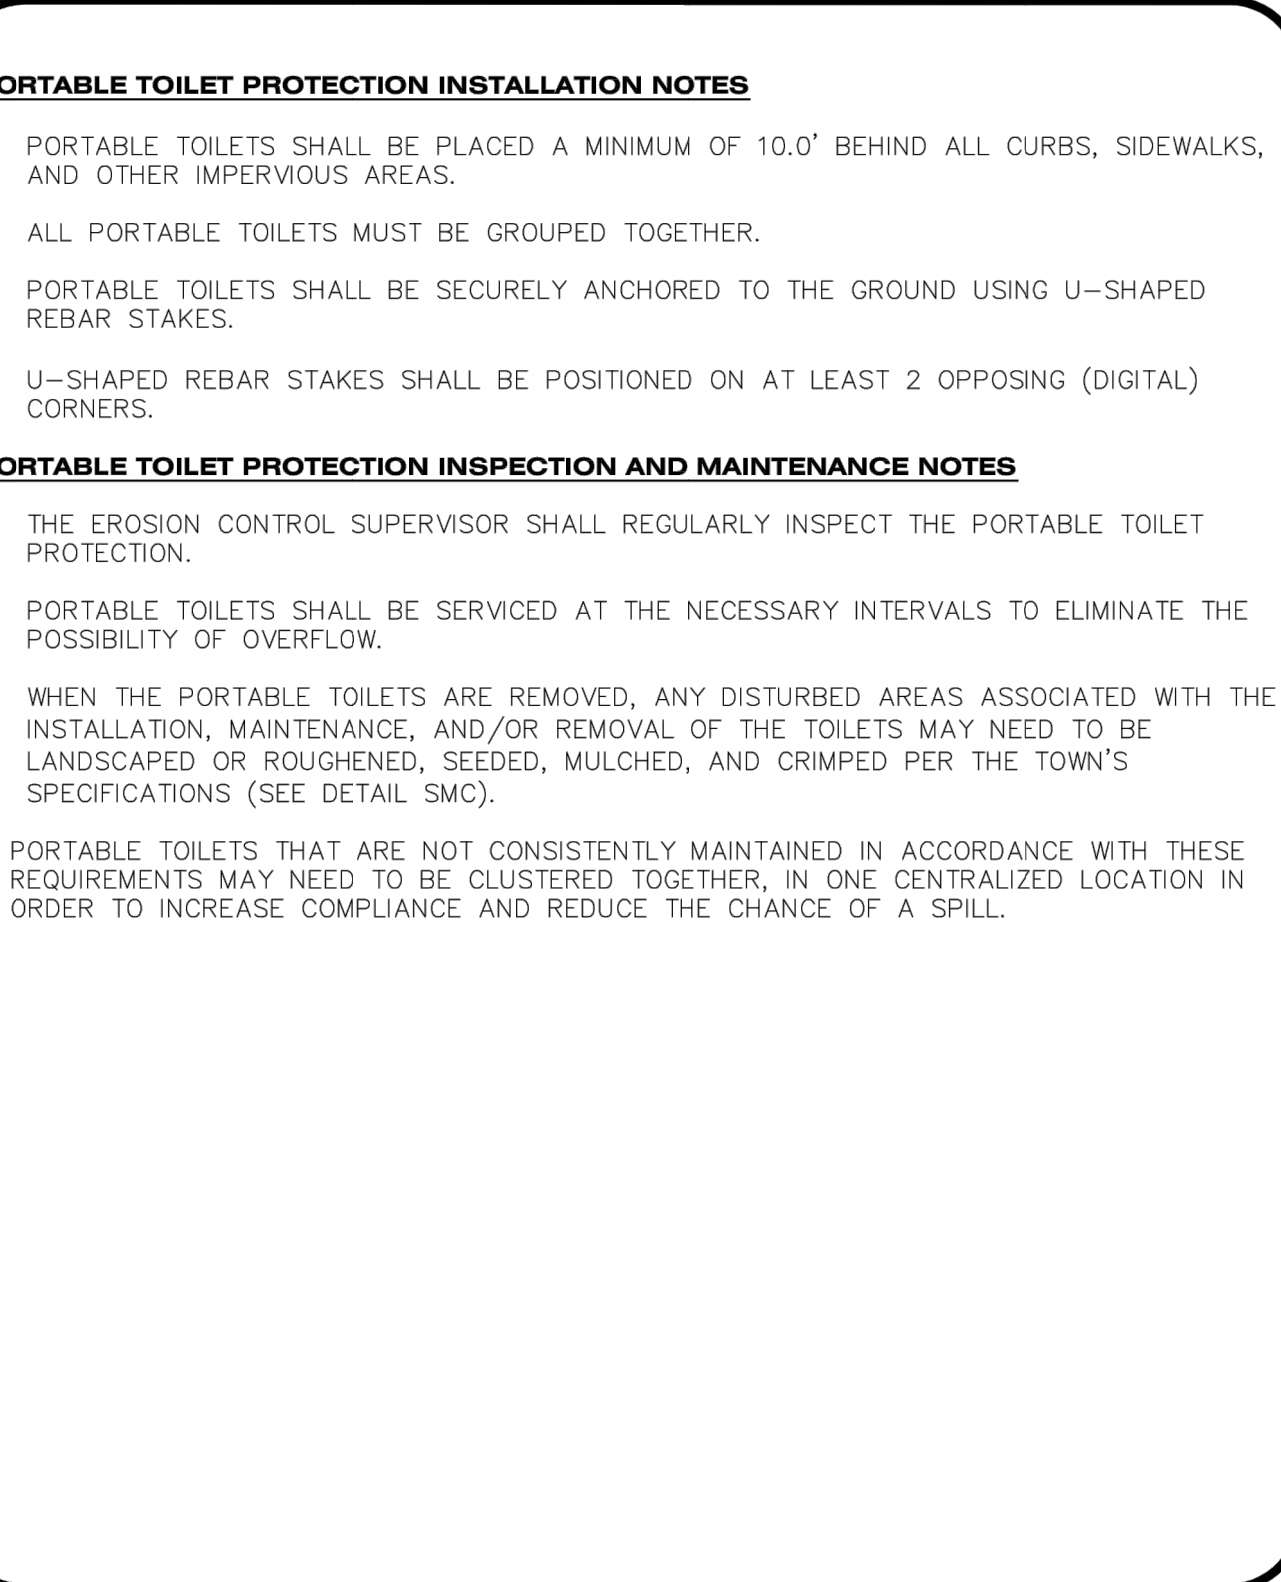 ORTABLE TOILET PROTECTION INSTALLATION NOTES
PORTABLE TOILETS SHALL BE PLACED A MINIMUM OF 10.0' BEHIND ALL CURBS, SIDEWALKS,
AND OTHER IMPERVIOUS AREAS.
ALL PORTABLE TOILETS MUST BE GROUPED TOGETHER.
PORTABLE TOILETS SHALL BE SECURELY ANCHORED TO THE GROUND USING U-SHAPED
REBAR STAKES.
U-SHAPED REBAR STAKES SHALL BE POSITIONED ON AT LEAST 2 OPPOSING (DIGITAL)
CORNERS.
ORTABLE TOILET PROTECTION INSPECTION AND MAINTENANCE NOTES
THE EROSION CONTROL SUPERVISOR SHALL REGULARLY INSPECT THE PORTABLE TOILET
PROTECTION.
PORTABLE TOILETS SHALL BE SERVICED AT THE NECESSARY INTERVALS TO ELIMINATE THE
POSSIBILITY OF OVERFLOW.
WHEN THE PORTABLE TOILETS ARE REMOVED, ANY DISTURBED AREAS ASSOCIATED WITH THE
INSTALLATION, MAINTENANCE, AND/OR REMOVAL OF THE TOILETS MAY NEED TO BE
LANDSCAPED OR ROUGHENED, SEEDED, MULCHED, AND CRIMPED PER THE TOWN'S
SPECIFICATIONS (SEE DETAIL SMC).
PORTABLE TOILETS THAT ARE NOT CONSISTENTLY MAINTAINED IN ACCORDANCE WITH THESE
REQUIREMENTS MAY NEED TO BE CLUSTERED TOGETHER, IN ONE CENTRALIZED LOCATION IN
ORDER TO INCREASE COMPLIANCE AND REDUCE THE CHANCE OF A SPILL.